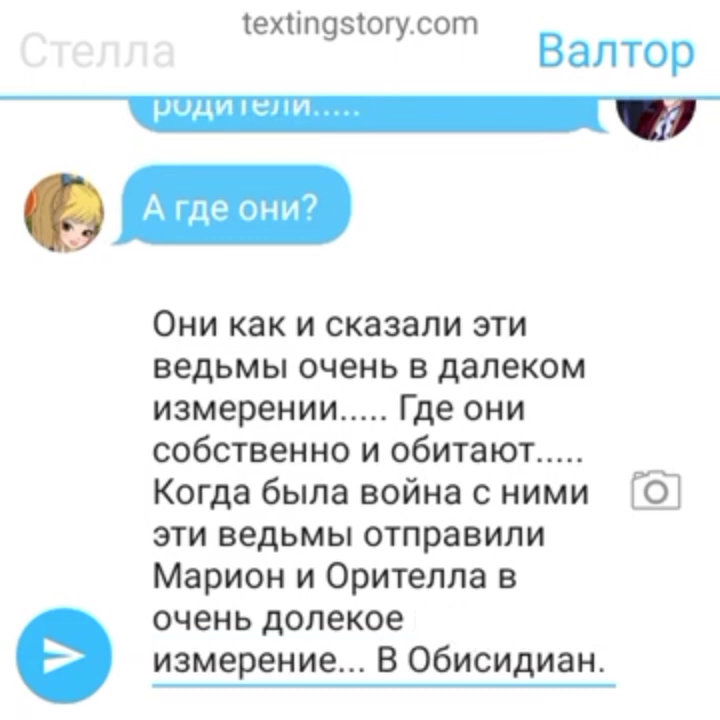 textingstory.com
Стелла
Валтор
родители.....
А где они?
Они как и сказали эти
ведьмы очень в далеком
измерении..... Где они
собственно и обитают.....
Когда была война с ними
эти ведьмы отправили
Марион и Орителла в
очень долекое
измерение... В Обисидиан.